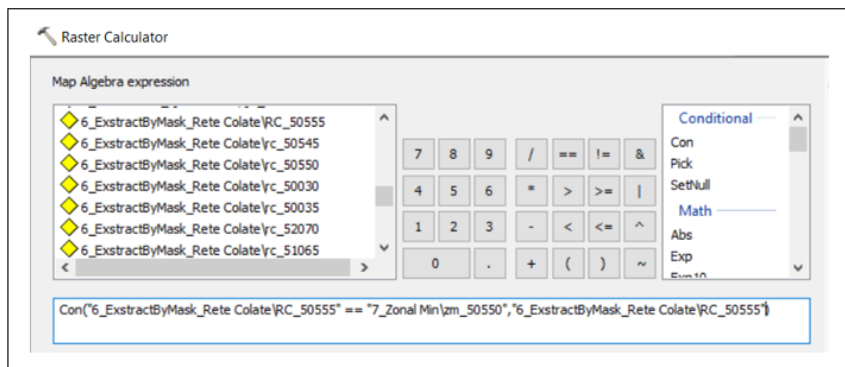 Raster Calculator
Map Algebra expression
6_ExstractByMask_Rete Colate\RC_50555
6_ExstractByMask_Rete Colate\rc_50545
6_ExstractByMask_Rete Colate\rc_50550
6_ExstractByMask_Rete Colate\rc_50030
6_ExstractByMask_Rete Colate\rc_50035
6_ExstractByMask_Rete Colate\rc_52070
6_ExstractByMask_Rete Colate\rc_51065
7 8 9 / == != &
4 5 6 * > >= |
1 2 3 - < <= ^
0 . + ( ) ~
Conditional
Con
Pick
SetNull
Math
Abs
Exp
Exp10
Con("6_ExstractByMask_Rete Colate\RC_50555" == "7_Zonal Min\zm_50550","6_ExstractByMask_Rete Colate\RC_50555")